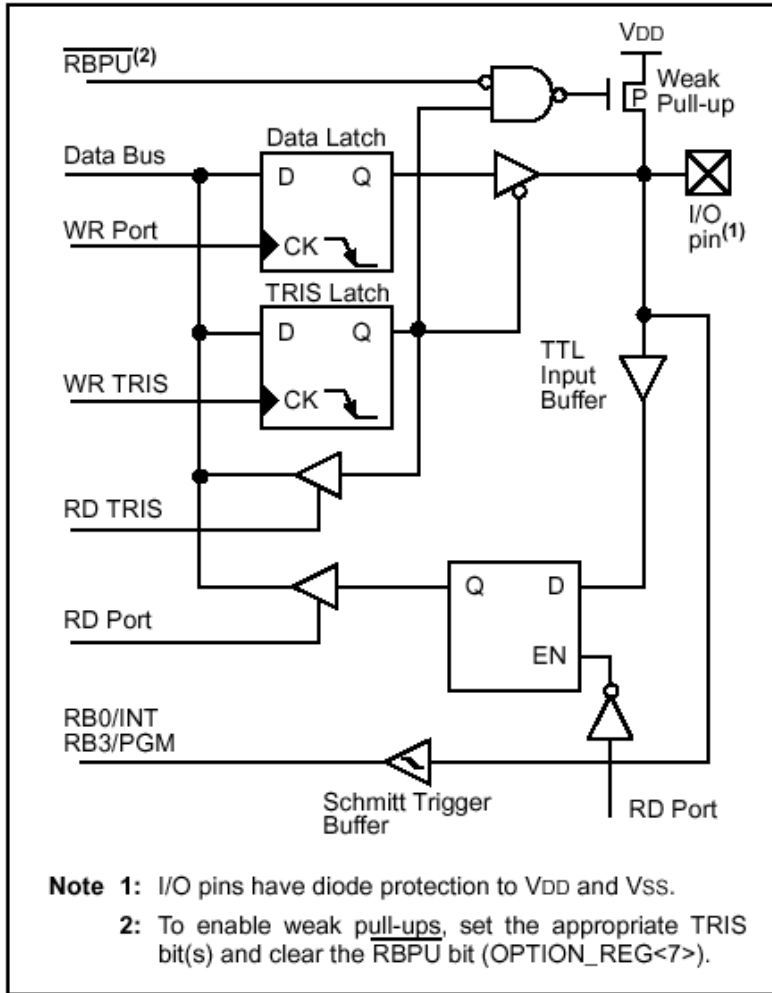 RBPU(2)
VDD
P
Weak
Pull-up
Data Bus
Data Latch
D Q
CK
I/O
pin(1)
WR Port
TRIS Latch
D Q
CK
WR TRIS
TTL
Input
Buffer
RD TRIS
Q D
EN
RD Port
RB0/INT
RB3/PGM
Schmitt Trigger
Buffer
RD Port
Note 1: I/O pins have diode protection to VDD and VSS.
2: To enable weak pull-ups, set the appropriate TRIS
bit(s) and clear the RBPU bit (OPTION_REG<7>).